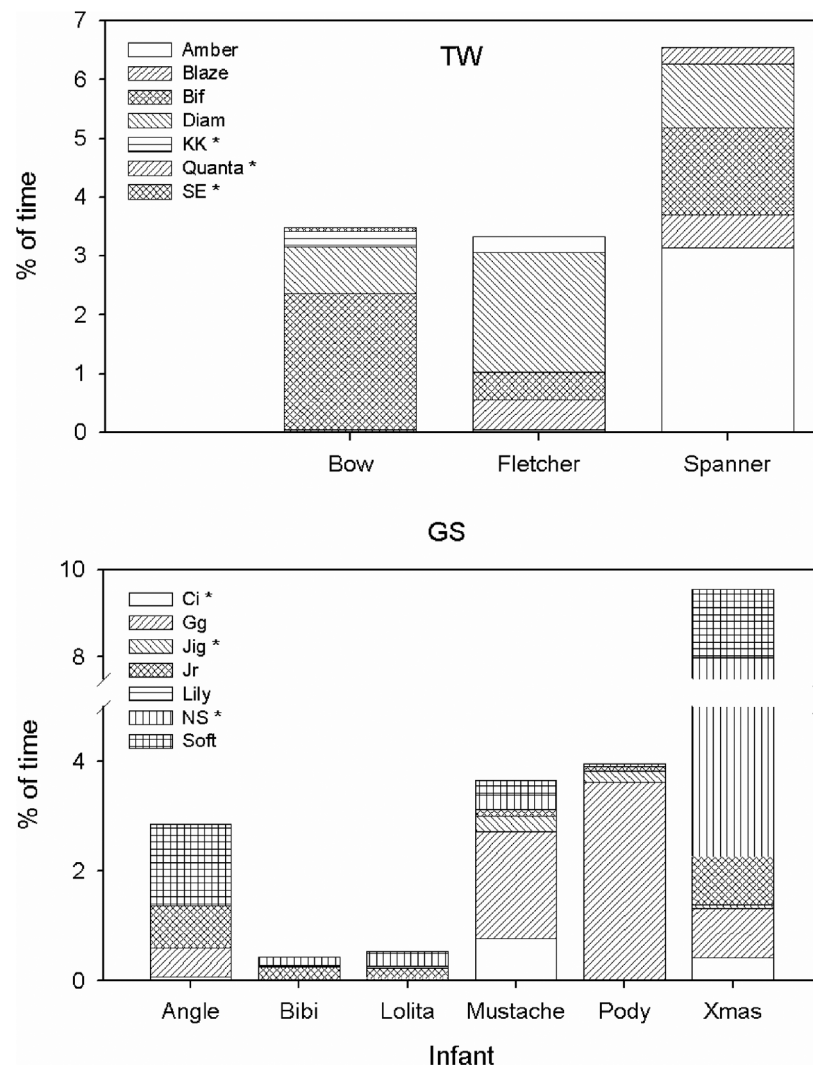 TW
7
6
5
4
3
2
1
0
% of time
Amber
Blaze
Bif
Diam
KK *
Quanta *
SE *
Bow Fletcher Spanner
GS
10
8
4
2
0
% of time
Ci *
Gg
Jig *
Jr
Lily
NS *
Soft
Angle Bibi Lolita Mustache Pody Xmas
Infant